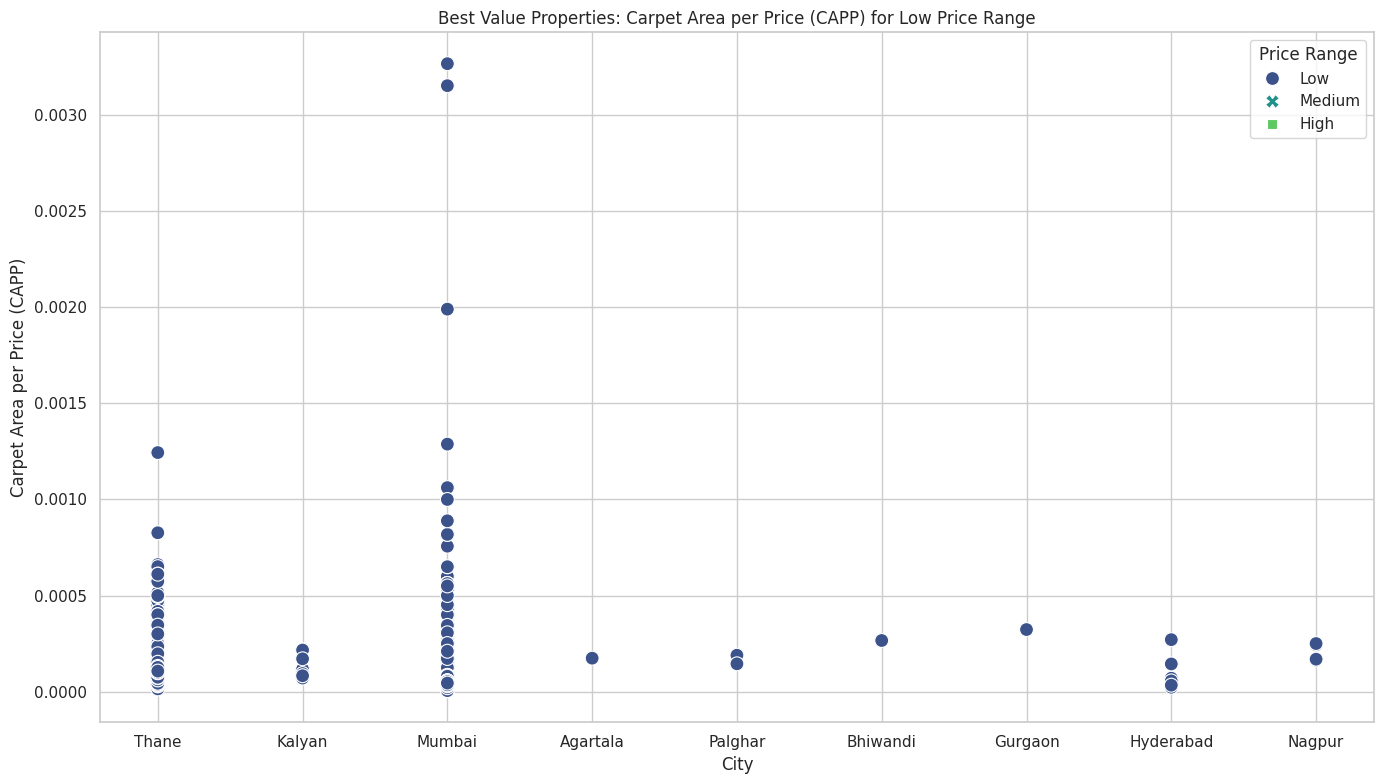 Best Value Properties: Carpet Area per Price (CAPP) for Low Price Range
Price Range
Low
Medium
High
Carpet Area per Price (CAPP)
0.0030
0.0025
0.0020
0.0015
0.0010
0.0005
0.0000
Thane Kalyan Mumbai Agartala Palghar Bhiwandi Gurgaon Hyderabad Nagpur
City